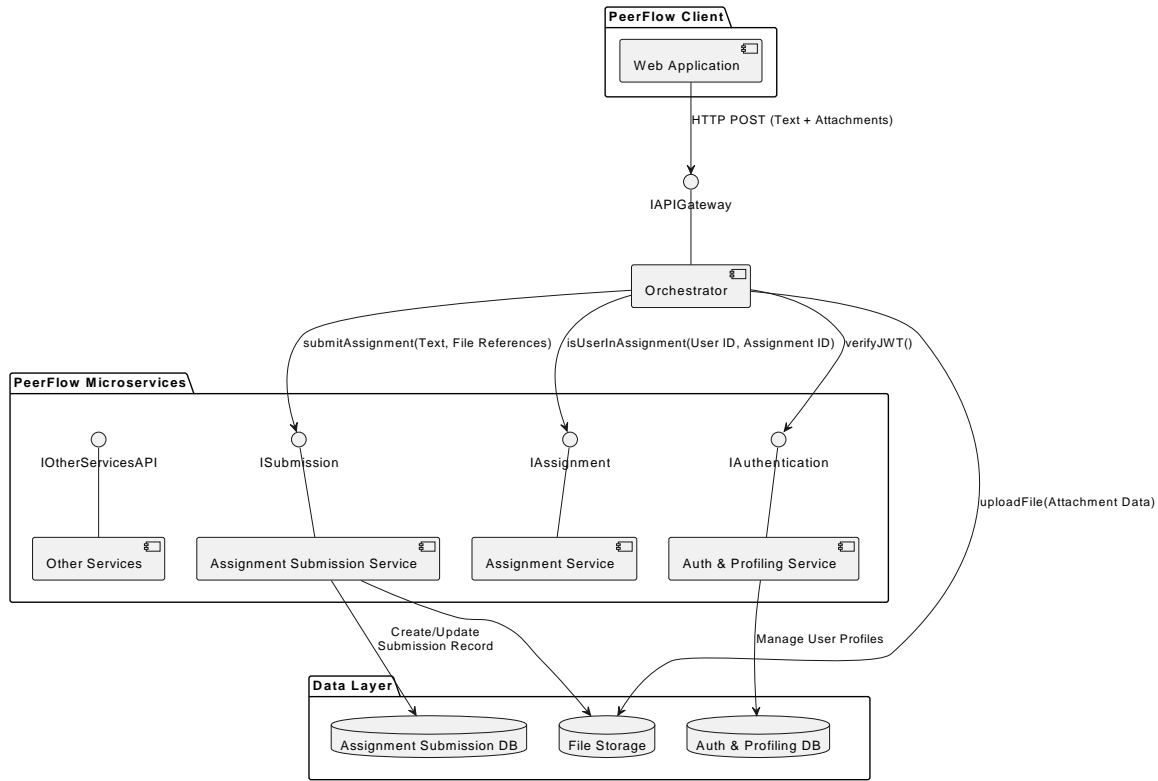 PeerFlow Client
Web Application
HTTP POST (Text + Attachments)
IAPIGateway
Orchestrator
submitAssignment(Text, File References)
isUserInAssignment(User ID, Assignment ID)
verifyJWT()
PeerFlow Microservices
IOtherServicesAPI
ISubmission
IAssignment
IAuthentication
uploadFile(Attachment Data)
Other Services
Assignment Submission Service
Assignment Service
Auth & Profiling Service
Create/Update
Submission Record
Manage User Profiles
Data Layer
Assignment Submission DB
File Storage
Auth & Profiling DB